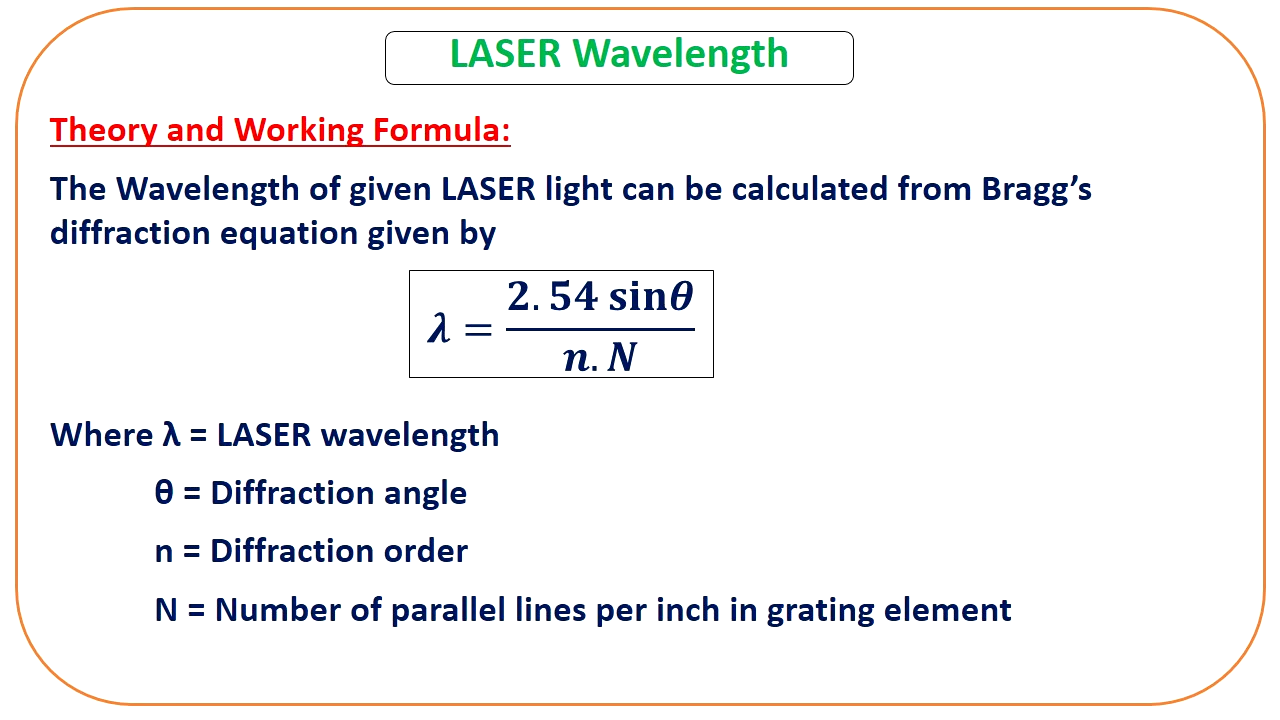 LASER Wavelength
Theory and Working Formula:
The Wavelength of given LASER light can be calculated from Bragg’s
diffraction equation given by
λ = 2.54 sinθ / n.N
Where λ = LASER wavelength
θ = Diffraction angle
n = Diffraction order
N = Number of parallel lines per inch in grating element